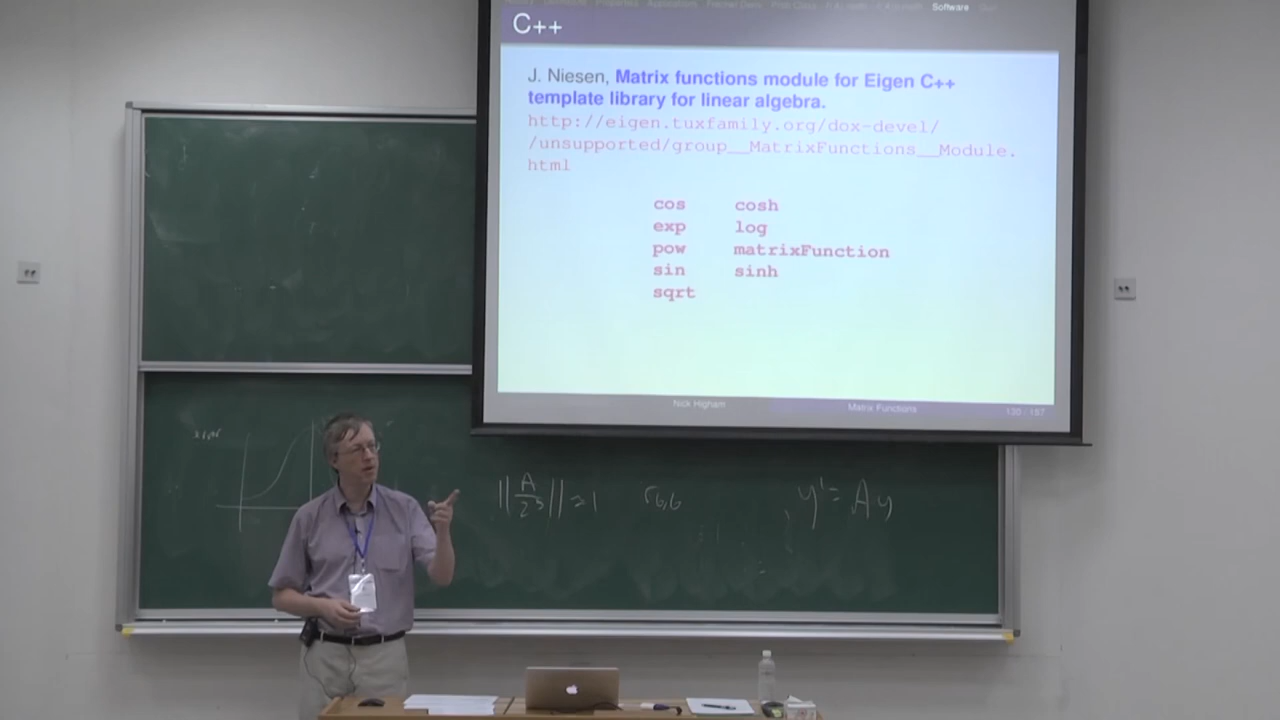 Software
C++
J. Niesen, Matrix functions module for Eigen C++
template library for linear algebra.
http://eigen.tuxfamily.org/dox-devel/
/unsupported/group__MatrixFunctions__Module.
html
cos cosh
exp log
pow matrixFunction
sin sinh
sqrt
Nick Higham Matrix Functions 130 / 157
y' = Ay